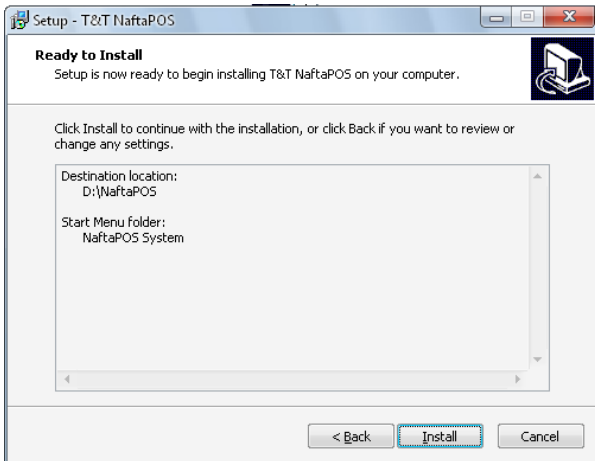 Setup - T&T NaftaPOS
Ready to Install
Setup is now ready to begin installing T&T NaftaPOS on your computer.
Click Install to continue with the installation, or click Back if you want to review or
change any settings.
Destination location:
D:\NaftaPOS
Start Menu folder:
NaftaPOS System
< Back
Install
Cancel